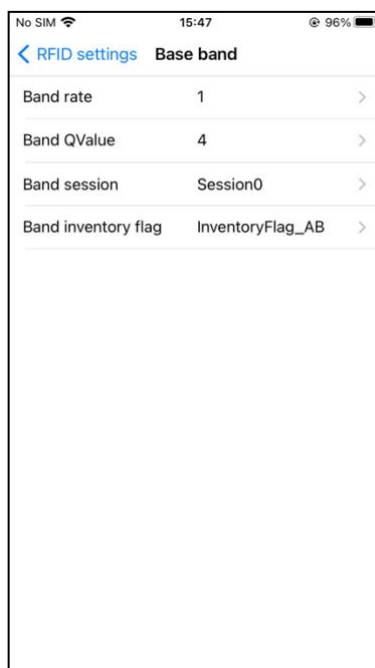 No SIM 15:47 96%
RFID settings Base band
Band rate 1
Band QValue 4
Band session Session0
Band inventory flag InventoryFlag_AB